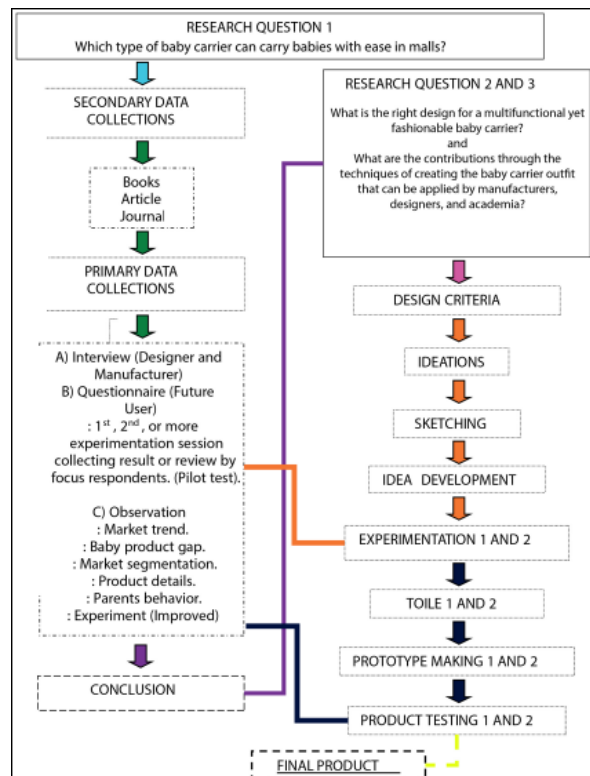 RESEARCH QUESTION 1
Which type of baby carrier can carry babies with ease in malls?
SECONDARY DATA
COLLECTIONS
Books
Article
Journal
PRIMARY DATA
COLLECTIONS
A) Interview (Designer and
Manufacturer)
B) Questionnaire (Future
User)
: 1st , 2nd , or more
experimentation session
collecting result or review by
focus respondents. (Pilot test).
C) Observation
: Market trend.
: Baby product gap.
: Market segmentation.
: Product details.
: Parents behavior.
: Experiment (Improved)
CONCLUSION
RESEARCH QUESTION 2 AND 3
What is the right design for a multifunctional yet
fashionable baby carrier?
and
What are the contributions through the
techniques of creating the baby carrier outfit
that can be applied by manufacturers,
designers, and academia?
DESIGN CRITERIA
IDEATIONS
SKETCHING
IDEA DEVELOPMENT
EXPERIMENTATION 1 AND 2
TOILE 1 AND 2
PROTOTYPE MAKING 1 AND 2
PRODUCT TESTING 1 AND 2
FINAL PRODUCT